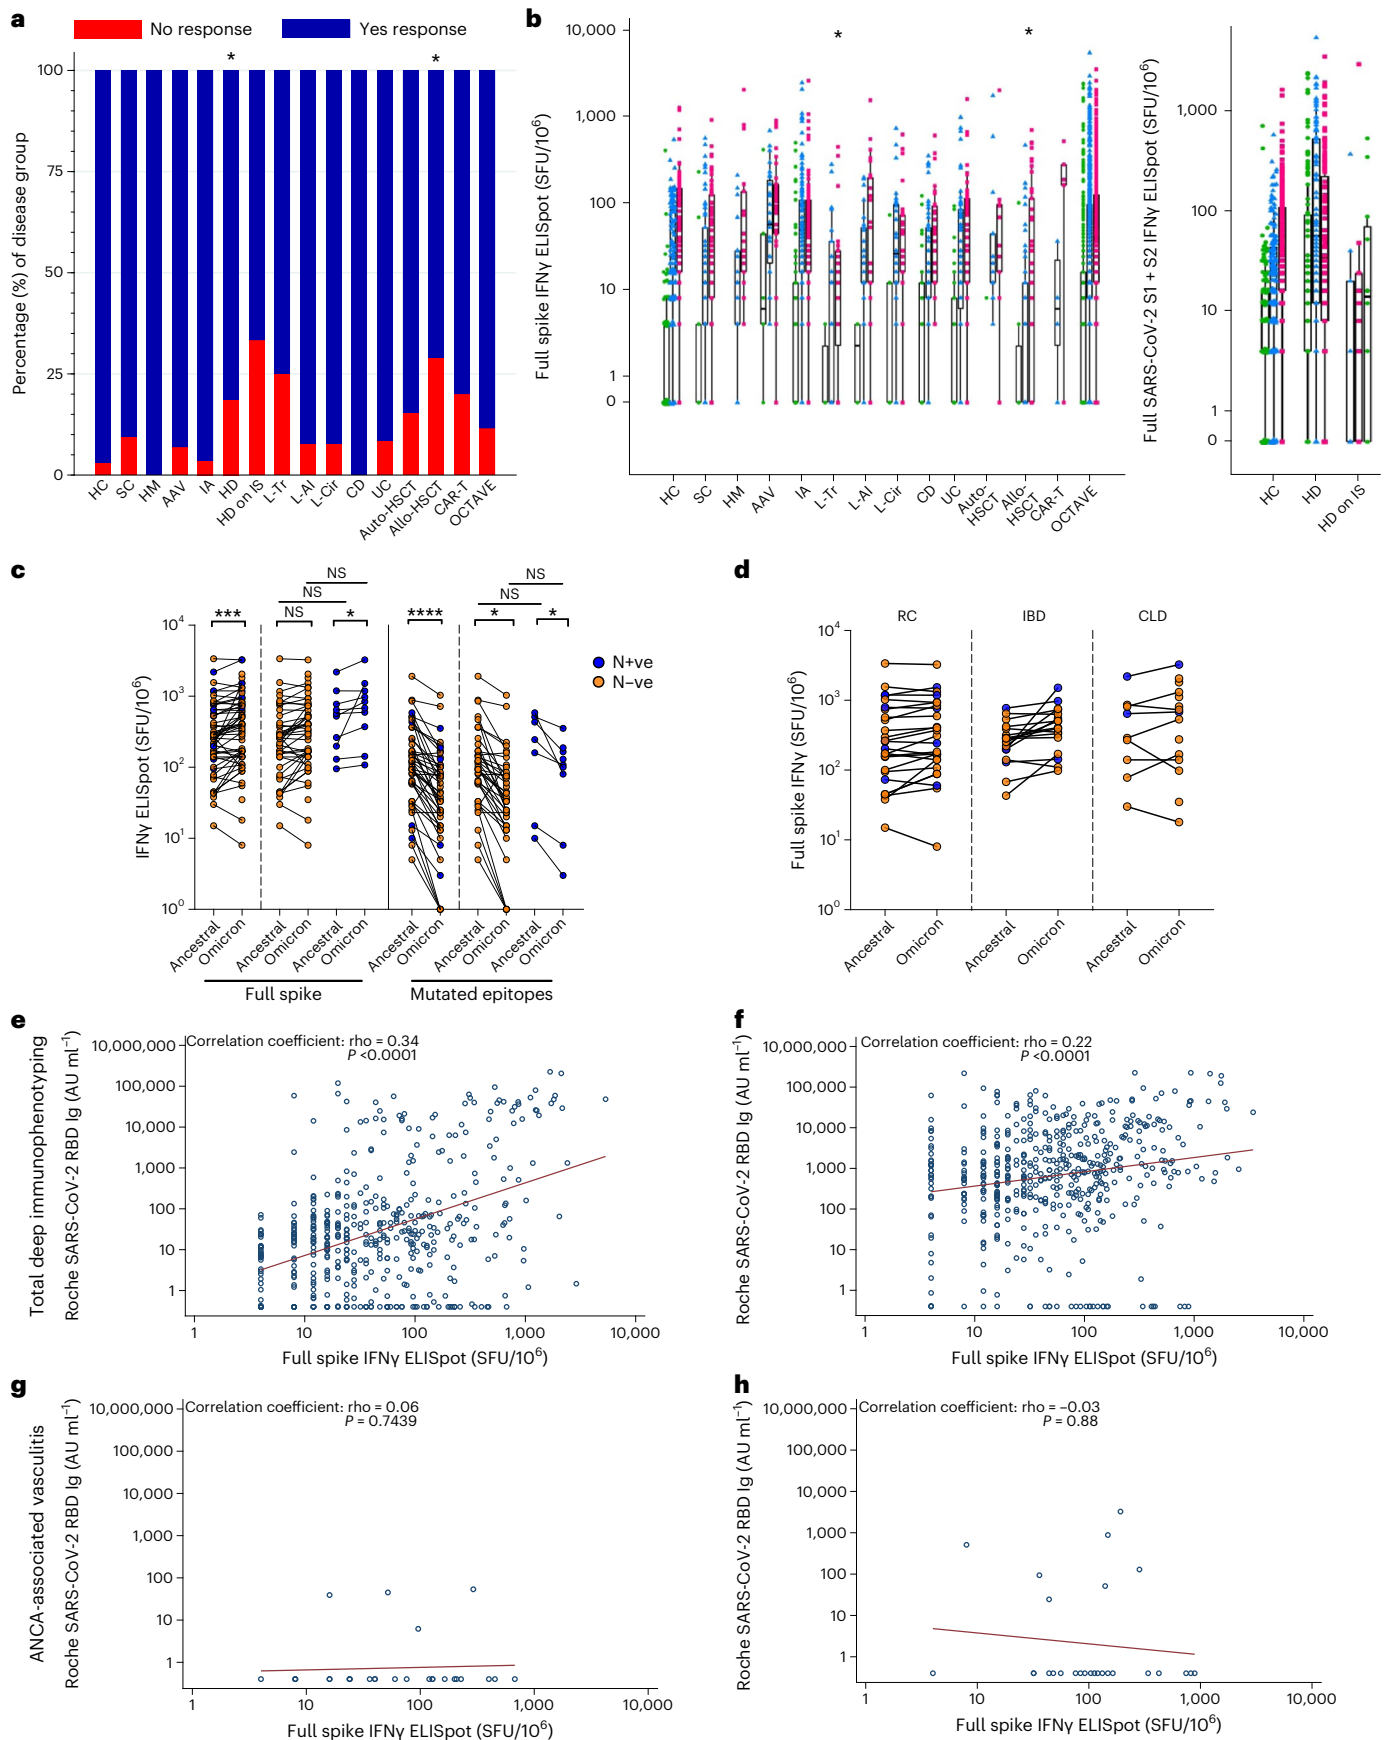 a
No response
Yes response
Percentage (%) of disease group
100
75
50
25
0
*
*
HC
SC
HM
AAV
IA
HD
HD on IS
L-Tr
L-AI
L-Cir
CD
UC
Auto-HSCT
Allo-HSCT
CAR-T
OCTAVE
b
Full spike IFNγ ELISpot (SFU/10⁶)
10,000
1,000
100
10
1
0
*
*
HC
SC
HM
AAV
IA
L-Tr
L-AI
L-Cir
CD
UC
Auto-
HSCT
Allo-
HSCT
CAR-T
OCTAVE
Full SARS-CoV-2 S1 + S2 IFNγ ELISpot (SFU/10⁶)
1,000
100
10
1
0
HC
HD
HD on IS
c
NS
NS
NS
***
*
NS
NS
****
*
*
IFNγ ELISpot (SFU/10⁶)
10⁴
10³
10²
10¹
10⁰
N+ve
N−ve
Ancestral
Omicron
Ancestral
Omicron
Ancestral
Omicron
Ancestral
Omicron
Ancestral
Omicron
Ancestral
Omicron
Full spike
Mutated epitopes
d
RC
IBD
CLD
Full spike IFNγ (SFU/10⁶)
10⁴
10³
10²
10¹
10⁰
Ancestral
Omicron
Ancestral
Omicron
Ancestral
Omicron
e
Total deep immunophenotyping
Roche SARS-CoV-2 RBD Ig (AU ml⁻¹)
Correlation coefficient: rho = 0.34
P <0.0001
10,000,000
100,000
10,000
1,000
100
10
1
1
10
100
1,000
10,000
Full spike IFNγ ELISpot (SFU/10⁶)
f
Roche SARS-CoV-2 RBD Ig (AU ml⁻¹)
Correlation coefficient: rho = 0.22
P <0.0001
10,000,000
100,000
10,000
1,000
100
10
1
1
10
100
1,000
10,000
Full spike IFNγ ELISpot (SFU/10⁶)
g
ANCA-associated vasculitis
Roche SARS-CoV-2 RBD Ig (AU ml⁻¹)
Correlation coefficient: rho = 0.06
P = 0.7439
10,000,000
100,000
10,000
1,000
100
10
1
1
10
100
1,000
10,000
Full spike IFNγ ELISpot (SFU/10⁶)
h
Roche SARS-CoV-2 RBD Ig (AU ml⁻¹)
Correlation coefficient: rho = −0.03
P = 0.88
10,000,000
100,000
10,000
1,000
100
10
1
1
10
100
1,000
10,000
Full spike IFNγ ELISpot (SFU/10⁶)